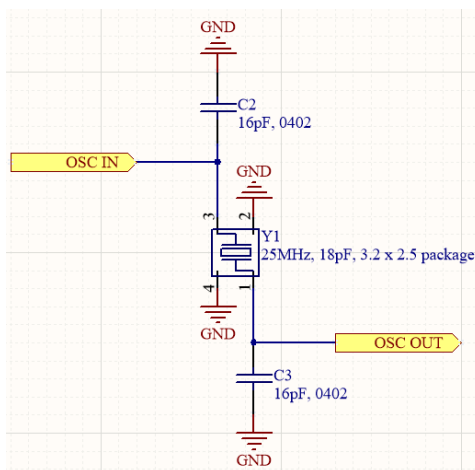 GND
C2
16pF, 0402
OSC IN
GND
3
2
Y1
25MHz, 18pF, 3.2 x 2.5 package
4
1
GND
OSC OUT
C3
16pF, 0402
GND